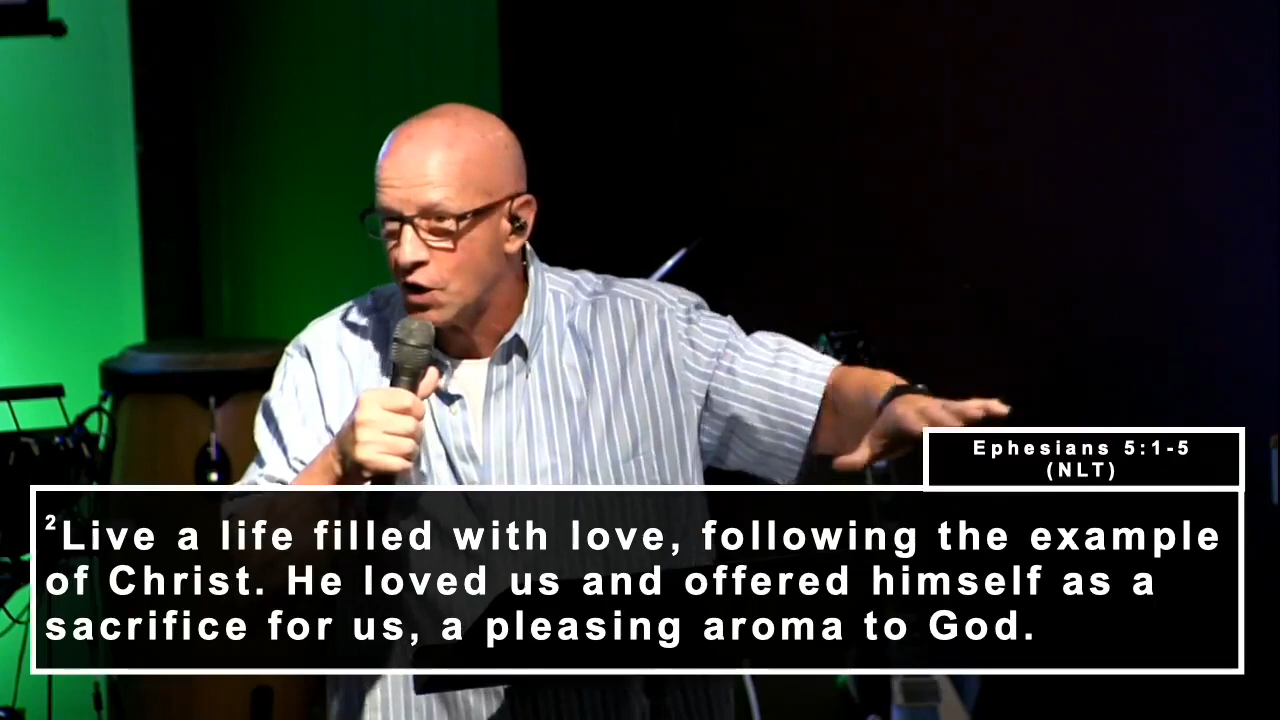 Ephesians 5:1-5
(NLT)
²Live a life filled with love, following the example
of Christ. He loved us and offered himself as a
sacrifice for us, a pleasing aroma to God.